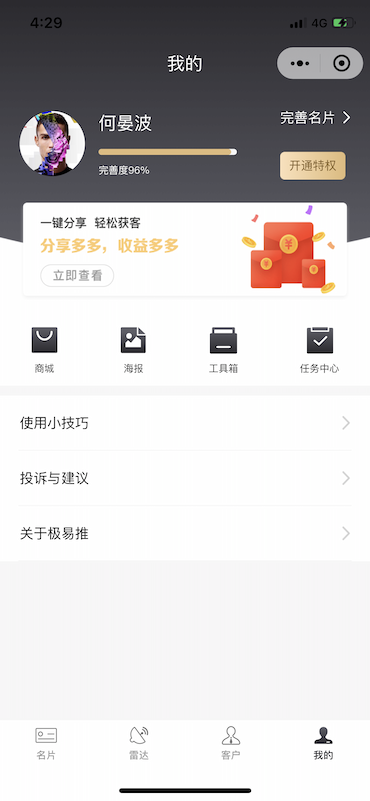 4:29
4G
我的
何晏波
完善名片
完善度96%
开通特权
一键分享 轻松获客
分享多多，收益多多
立即查看
¥
¥
¥
商城
海报
工具箱
任务中心
使用小技巧
投诉与建议
关于极易推
名片
雷达
客户
我的